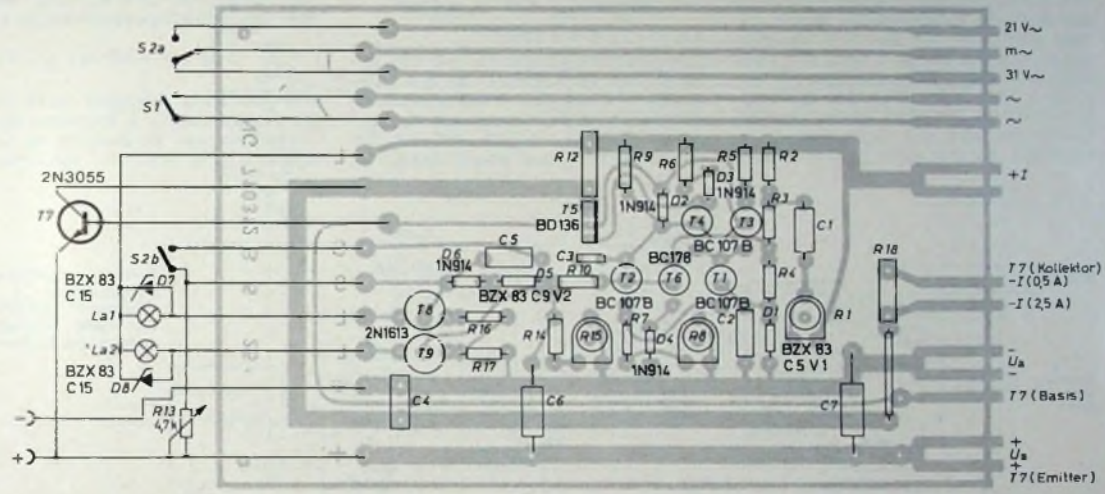 21 V~
S2a
m~
31 V~
~
S1
~
NG 710312 B
R12
R9
R6
R5
R2
D3
+I
2N3055
1N914
1N914
D2
R3
T7
T5
BD136
T4
T3
C1
BC107B
R18
S2b
D6
1N914
C5
C3
BC178
T7 (Kollektor)
BZX 83
C15
D7
D5
R10
T2
T6
T1
R4
-I (0,5 A)
BZX 83 C9V2
BC107B
BC107B
-I (2,5 A)
La1
T8
R16
R14
R15
R7
D4
R8
C2
D1
R1
2N1613
La2
T9
R17
1N914
BZX 83
C5V1
-
Ua
-
BZX 83
C15
D8
C4
C6
C7
T7 (Basis)
-
R13
4,7k
+
+
+
Ua
+
T7 (Emitter)